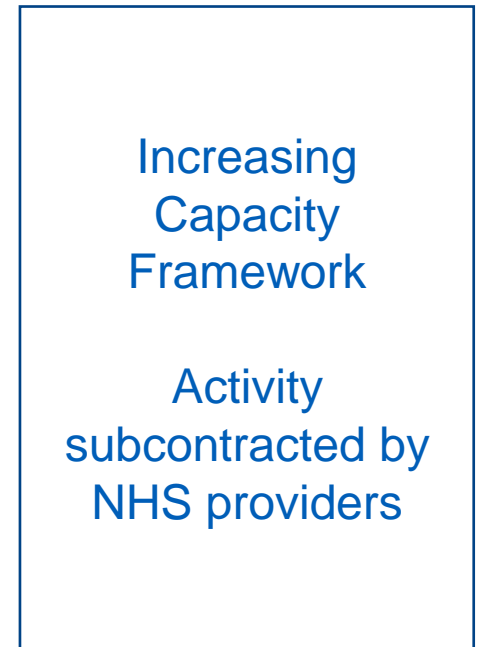 Increasing
Capacity
Framework
Activity
subcontracted by
NHS providers